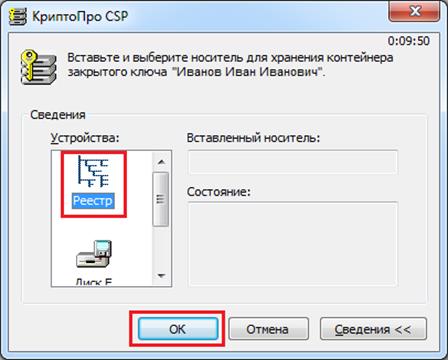 КриптоПро CSP
0:09:50
Вставьте и выберите носитель для хранения контейнера
закрытого ключа "Иванов Иван Иванович".
Сведения
Устройства:
Вставленный носитель:
Реестр
Состояние:
Диск E
ОК
Отмена
Сведения <<